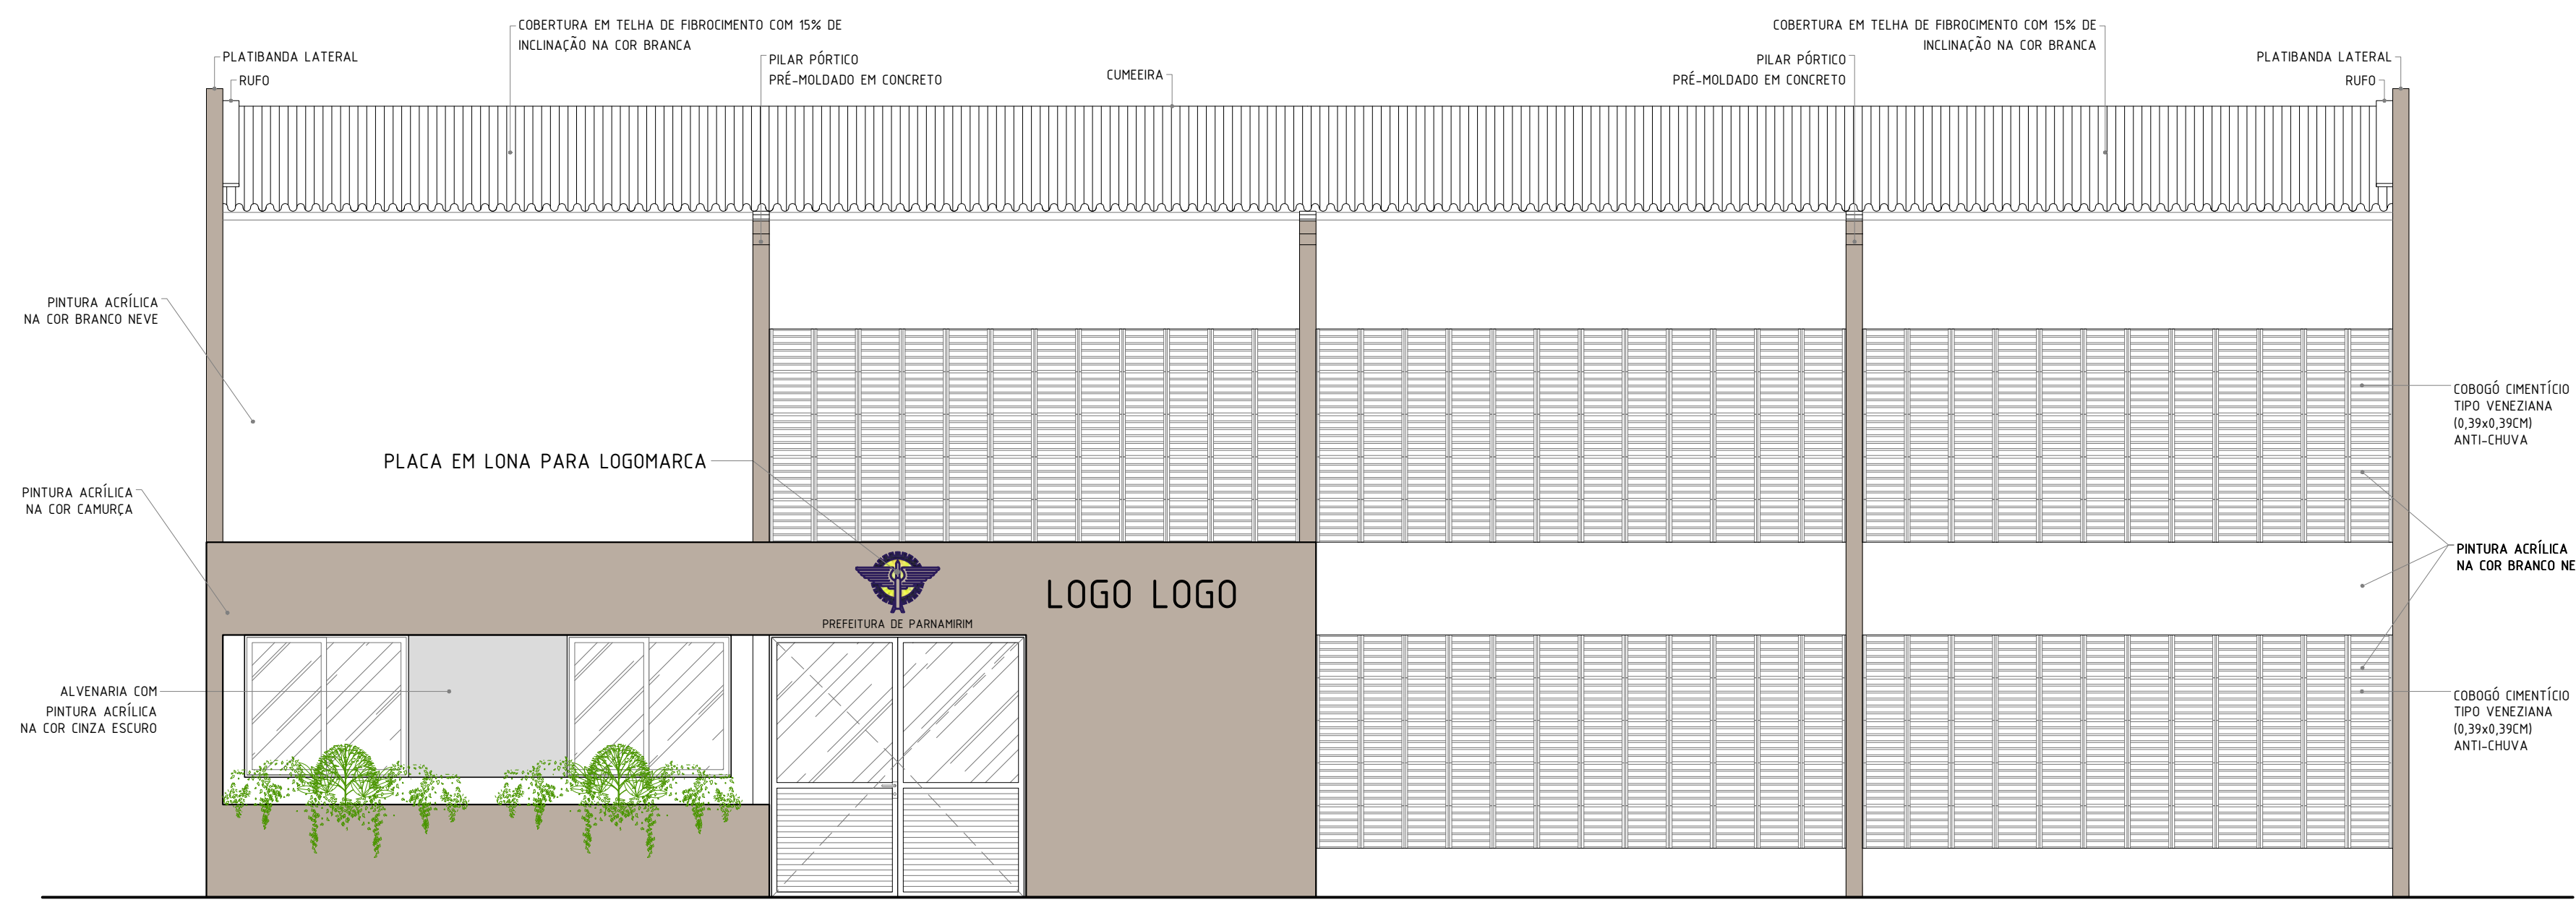 COBERTURA EM TELHA DE FIBROCIMENTO COM 15% DE
INCLINAÇÃO NA COR BRANCA
COBERTURA EM TELHA DE FIBROCIMENTO COM 15% DE
INCLINAÇÃO NA COR BRANCA
PLATIBANDA LATERAL
RUFO
PILAR PÓRTICO
PRÉ-MOLDADO EM CONCRETO
CUMEEIRA
PILAR PÓRTICO
PRÉ-MOLDADO EM CONCRETO
PLATIBANDA LATERAL
RUFO
PINTURA ACRÍLICA
NA COR BRANCO NEVE
COBOGÓ CIMENTÍCIO
TIPO VENEZIANA
(0,39x0,39CM)
ANTI-CHUVA
PLACA EM LONA PARA LOGOMARCA
PINTURA ACRÍLICA
NA COR CAMURÇA
PINTURA ACRÍLICA
NA COR BRANCO NE
LOGO LOGO
PREFEITURA DE PARNAMIRIM
ALVENARIA COM
PINTURA ACRÍLICA
NA COR CINZA ESCURO
COBOGÓ CIMENTÍCIO
TIPO VENEZIANA
(0,39x0,39CM)
ANTI-CHUVA